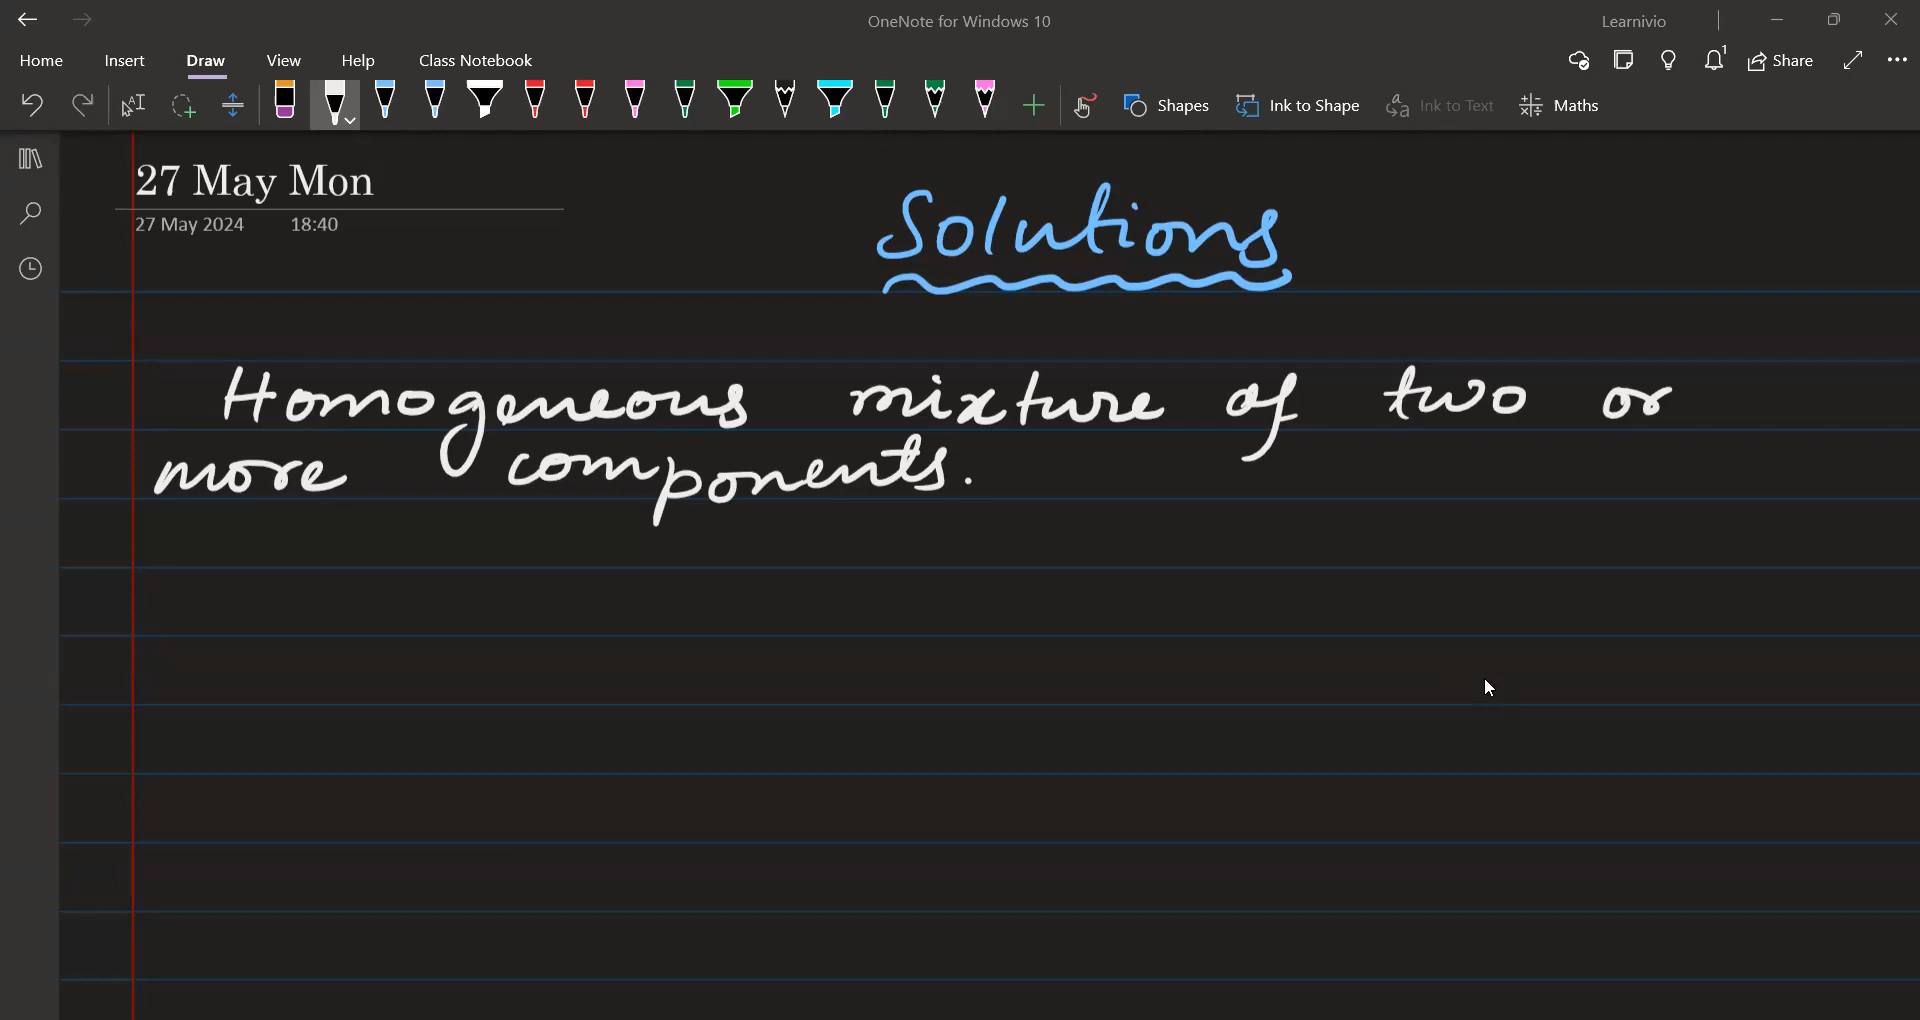 OneNote for Windows 10
Learnivio
Home Insert Draw View Help Class Notebook
1
Share
Shapes Ink to Shape Ink to Text Maths
27 May Mon
27 May 2024 18:40
Solutions
Homogeneous mixture of two or
more components.